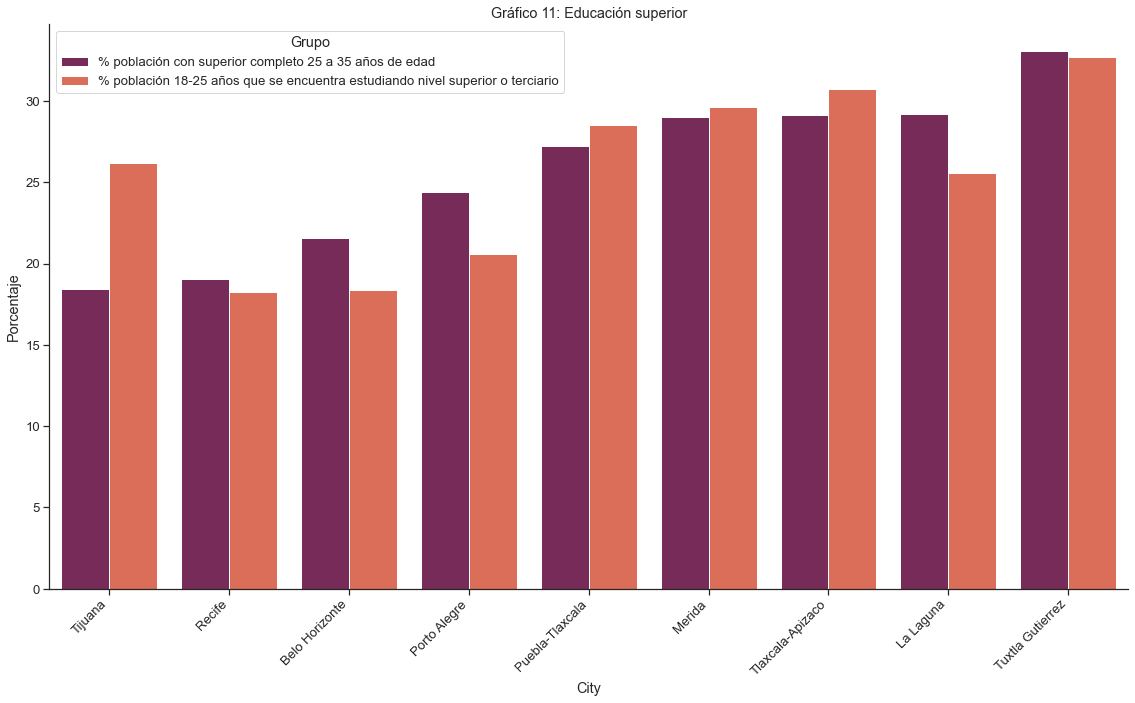 Gráfico 11: Educación superior
Grupo
% población con superior completo 25 a 35 años de edad
% población 18-25 años que se encuentra estudiando nivel superior o terciario
Porcentaje
30
25
20
15
10
5
0
Tijuana
Recife
Belo Horizonte
Porto Alegre
Puebla-Tlaxcala
Merida
Tlaxcala-Apizaco
La Laguna
Tuxtla Gutierrez
City